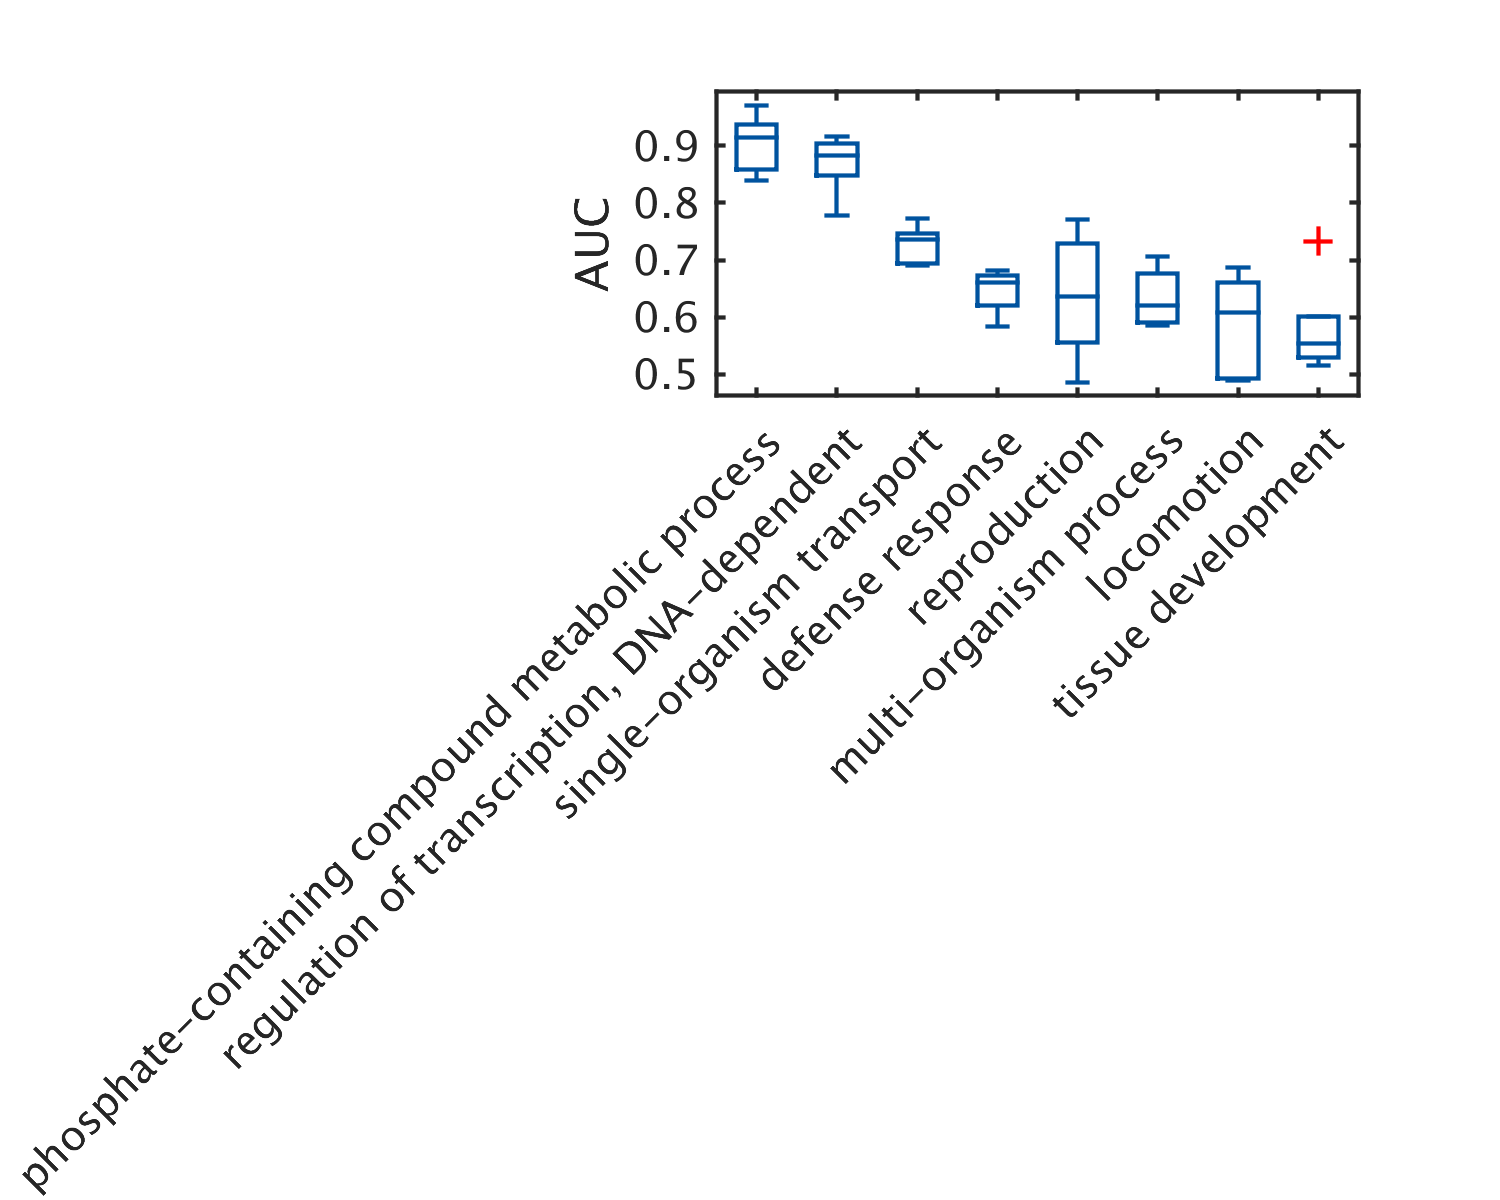 AUC
0.9
0.8
0.7
0.6
0.5
phosphate-containing compound metabolic process
regulation of transcription, DNA-dependent
single-organism transport
defense response
reproduction
multi-organism process
locomotion
tissue development